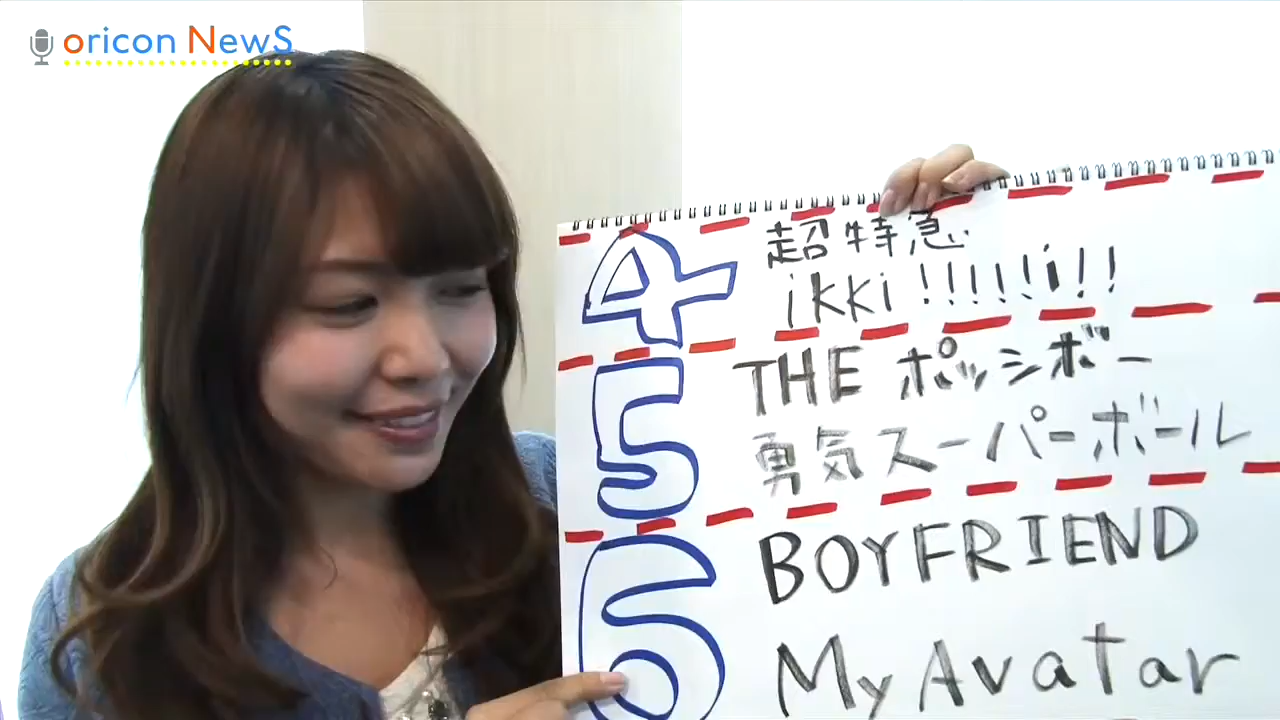 oricon NewS
4
超特急
ikki!!!!!i!!
5
THE ポッシボー
勇気スーパーボール
6
BOYFRIEND
My Avatar